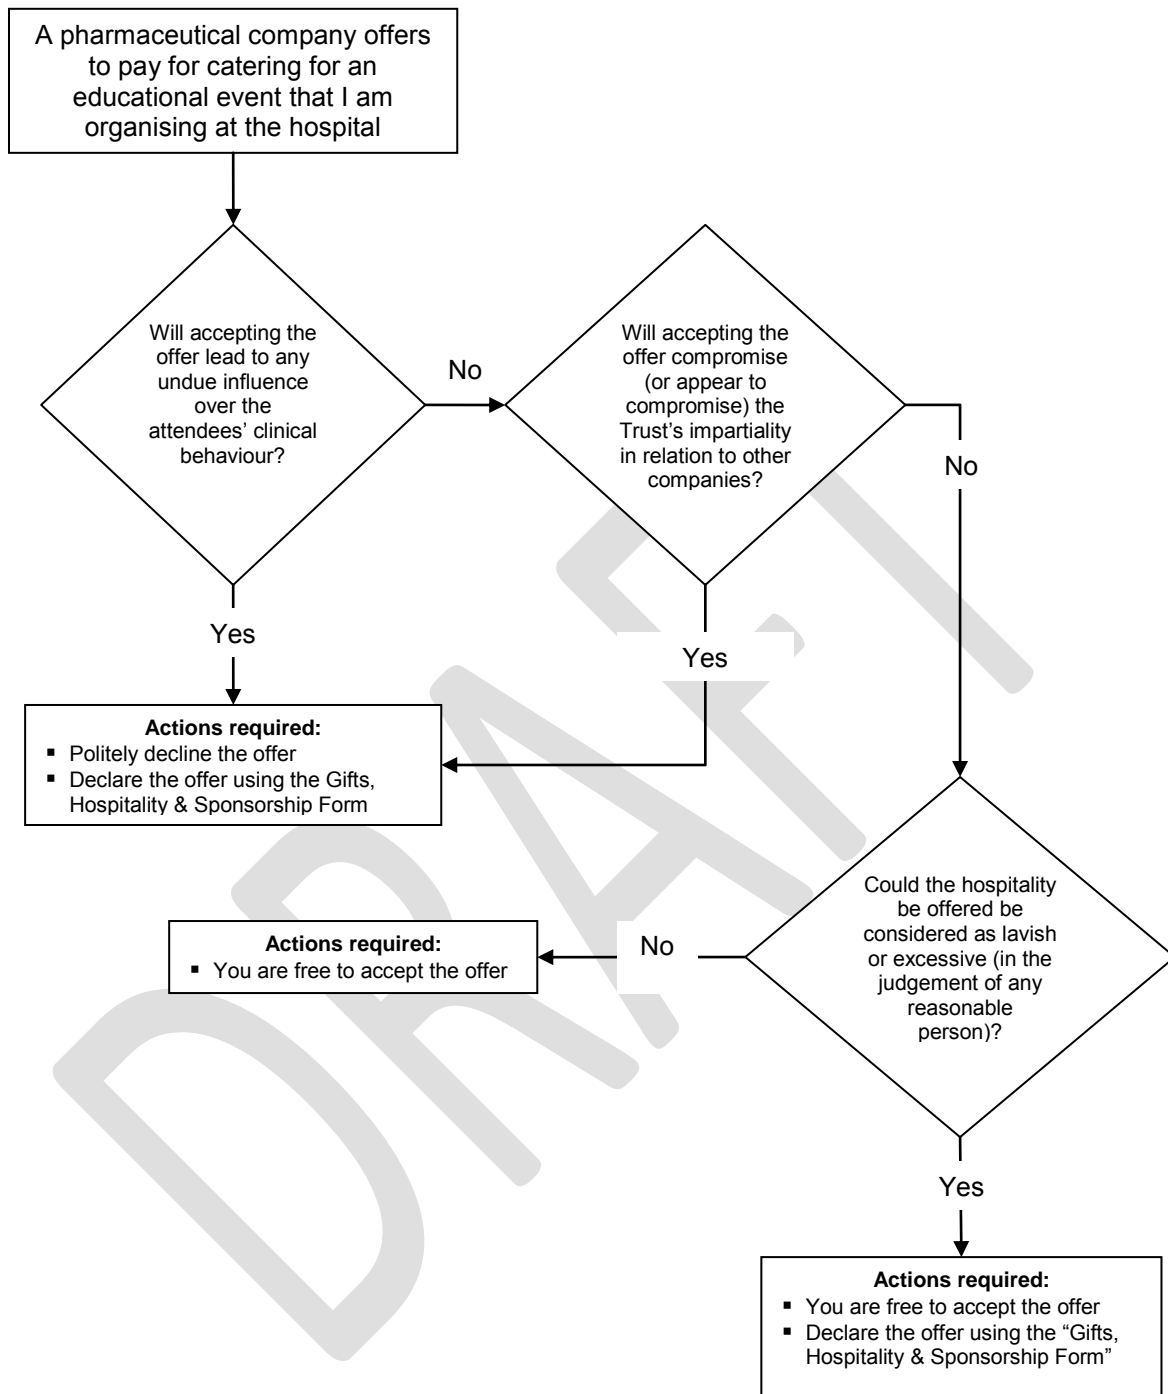 A pharmaceutical company offers
to pay for catering for an
educational event that I am
organising at the hospital
Will accepting the
offer lead to any
undue influence
over the
attendees' clinical
behaviour?
No
Will accepting the
offer compromise
(or appear to
compromise) the
Trust's impartiality
in relation to other
companies?
No
Yes
Yes
Actions required:
▪ Politely decline the offer
▪ Declare the offer using the Gifts,
Hospitality & Sponsorship Form
Could the hospitality
be offered be
considered as lavish
or excessive (in the
judgement of any
reasonable
person)?
No
Actions required:
▪ You are free to accept the offer
Yes
Actions required:
▪ You are free to accept the offer
▪ Declare the offer using the “Gifts,
Hospitality & Sponsorship Form”
DRAFT